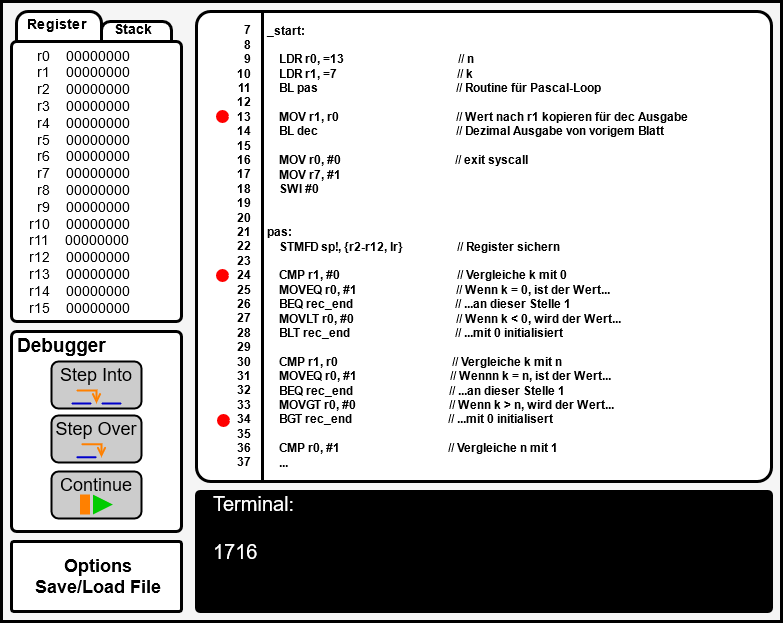 Register Stack
r0 00000000
r1 00000000
r2 00000000
r3 00000000
r4 00000000
r5 00000000
r6 00000000
r7 00000000
r8 00000000
r9 00000000
r10 00000000
r11 00000000
r12 00000000
r13 00000000
r14 00000000
r15 00000000
Debugger
Step Into
Step Over
Continue
Options
Save/Load File
7 _start:
8
9 LDR r0, =13 // n
10 LDR r1, =7 // k
11 BL pas // Routine für Pascal-Loop
12
13 MOV r1, r0 // Wert nach r1 kopieren für dec Ausgabe
14 BL dec // Dezimal Ausgabe von vorigem Blatt
15
16 MOV r0, #0 // exit syscall
17 MOV r7, #1
18 SWI #0
19
20
21 pas:
22 STMFD sp!, {r2-r12, lr} // Register sichern
23
24 CMP r1, #0 // Vergleiche k mit 0
25 MOVEQ r0, #1 // Wenn k = 0, ist der Wert...
26 BEQ rec_end // ...an dieser Stelle 1
27 MOVLT r0, #0 // Wenn k < 0, wird der Wert...
28 BLT rec_end // ...mit 0 initialisiert
29
30 CMP r1, r0 // Vergleiche k mit n
31 MOVEQ r0, #1 // Wennn k = n, ist der Wert...
32 BEQ rec_end // ...an dieser Stelle 1
33 MOVGT r0, #0 // Wenn k > n, wird der Wert...
34 BGT rec_end // ...mit 0 initialisiert
35
36 CMP r0, #1 // Vergleiche n mit 1
37 ...
Terminal:
1716